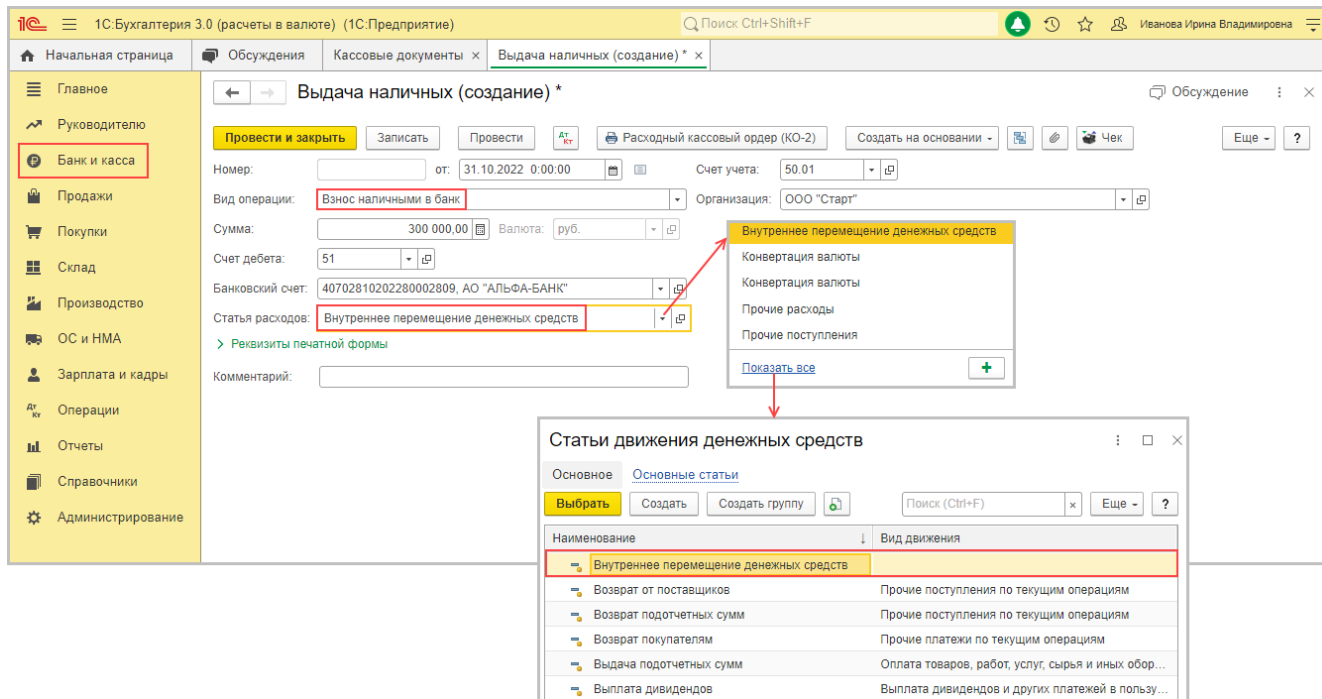 1С:Бухгалтерия 3.0 (расчеты в валюте) (1С:Предприятие) Поиск Ctrl+Shift+F Иванова Ирина Владимировна
Начальная страница Обсуждения Кассовые документы × Выдача наличных (создание) * ×
Главное
Руководителю
Банк и касса
Продажи
Покупки
Склад
Производство
ОС и НМА
Зарплата и кадры
Операции
Отчеты
Справочники
Администрирование
Выдача наличных (создание) * Обсуждение
Провести и закрыть Записать Провести Дт Кт Расходный кассовый ордер (КО-2) Создать на основании Чек Еще ?
Номер: от: 31.10.2022 0:00:00 Счет учета: 50.01
Вид операции: Взнос наличными в банк Организация: ООО "Старт"
Сумма: 300 000,00 Валюта: руб.
Счет дебета: 51
Банковский счет: 40702810202280002809, АО "АЛЬФА-БАНК"
Статья расходов: Внутреннее перемещение денежных средств
Реквизиты печатной формы
Комментарий:
Внутреннее перемещение денежных средств
Конвертация валюты
Конвертация валюты
Прочие расходы
Прочие поступления
Показать все +
Статьи движения денежных средств
Основное Основные статьи
Выбрать Создать Создать группу Поиск (Ctrl+F) × Еще ?
Наименование ↓ Вид движения
Внутреннее перемещение денежных средств
Возврат от поставщиков Прочие поступления по текущим операциям
Возврат подотчетных сумм Прочие поступления по текущим операциям
Возврат покупателям Прочие платежи по текущим операциям
Выдача подотчетных сумм Оплата товаров, работ, услуг, сырья и иных обор...
Выплата дивидендов Выплата дивидендов и других платежей в пользу...